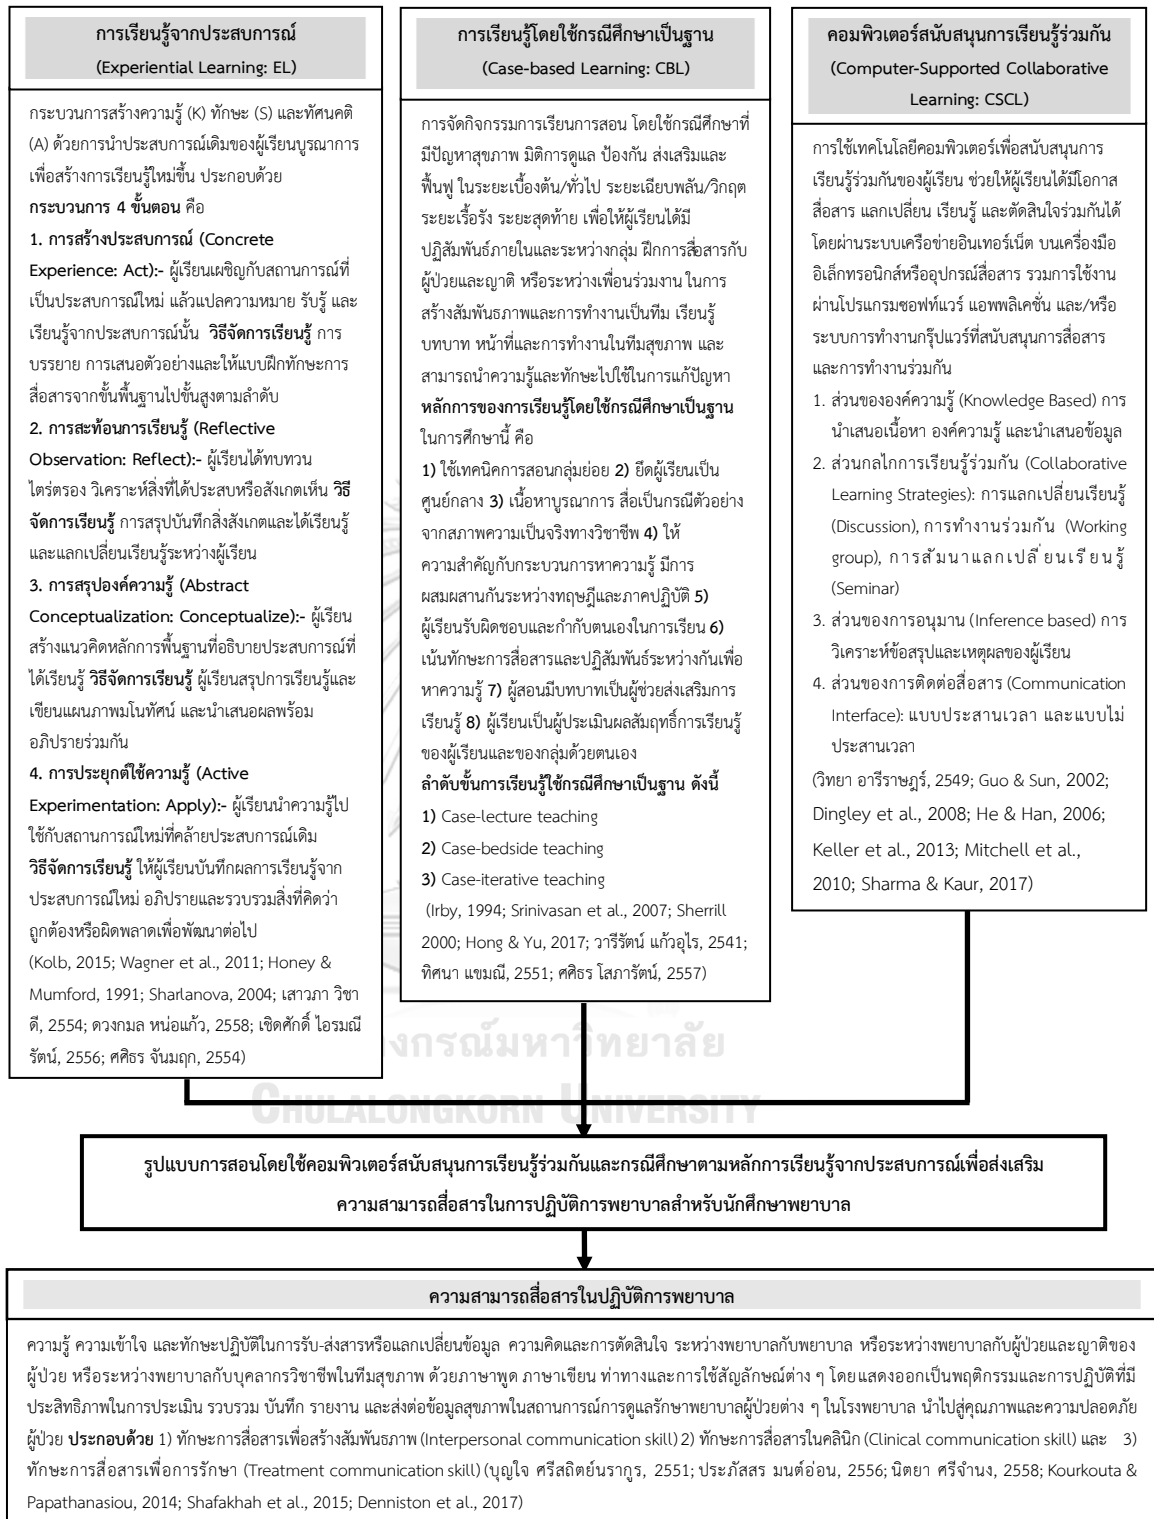 การเรียนรู้จากประสบการณ์
(Experiential Learning: EL)
กระบวนการสร้างความรู้ (K) ทักษะ (S) และทัศนคติ
(A) ด้วยการนำประสบการณ์เดิมของผู้เรียนบูรณาการ
เพื่อสร้างการเรียนรู้ใหม่ขึ้น ประกอบด้วย
กระบวนการ 4 ขั้นตอน คือ
1. การสร้างประสบการณ์ (Concrete
Experience: Act):- ผู้เรียนเผชิญกับสถานการณ์ที่
เป็นประสบการณ์ใหม่ แล้วแปลความหมาย รับรู้ และ
เรียนรู้จากประสบการณ์นั้น วิธีจัดการเรียนรู้ การ
บรรยาย การเสนอตัวอย่างและให้แบบฝึกทักษะการ
สื่อสารจากขั้นพื้นฐานไปขั้นสูงตามลำดับ
2. การสะท้อนการเรียนรู้ (Reflective
Observation: Reflect):- ผู้เรียนได้ทบทวน
ไตร่ตรอง วิเคราะห์สิ่งที่ได้ประสบหรือสังเกตเห็น วิธี
จัดการเรียนรู้ การสรุปบันทึกสิ่งสังเกตและได้เรียนรู้
และแลกเปลี่ยนเรียนรู้ระหว่างผู้เรียน
3. การสรุปองค์ความรู้ (Abstract
Conceptualization: Conceptualize):- ผู้เรียน
สร้างแนวคิดหลักการพื้นฐานที่อธิบายประสบการณ์ที่
ได้เรียนรู้ วิธีจัดการเรียนรู้ ผู้เรียนสรุปการเรียนรู้และ
เขียนแผนภาพมโนทัศน์ และนำเสนอผลพร้อม
อภิปรายร่วมกัน
4. การประยุกต์ใช้ความรู้ (Active
Experimentation: Apply):- ผู้เรียนนำความรู้ไป
ใช้กับสถานการณ์ใหม่ที่คล้ายประสบการณ์เดิม
วิธีจัดการเรียนรู้ ให้ผู้เรียนบันทึกผลการเรียนรู้จาก
ประสบการณ์ใหม่ อภิปรายและรวบรวมสิ่งที่คิดว่า
ถูกต้องหรือผิดพลาดเพื่อพัฒนาต่อไป
(Kolb, 2015; Wagner et al., 2011; Honey &
Mumford, 1991; Sharlanova, 2004; เสาวภา วิชา
ดี, 2554; ดวงกมล หน่อแก้ว, 2558; เชิดศักดิ์ ไอรมณี
รัตน์, 2556; ศศิธร จันมฤก, 2554)
การเรียนรู้โดยใช้กรณีศึกษาเป็นฐาน
(Case-based Learning: CBL)
การจัดกิจกรรมการเรียนการสอน โดยใช้กรณีศึกษาที่
มีปัญหาสุขภาพ มิติการดูแล ป้องกัน ส่งเสริมและ
ฟื้นฟู ในระยะเบื้องต้น/ทั่วไป ระยะเฉียบพลัน/วิกฤต
ระยะเรื้อรัง ระยะสุดท้าย เพื่อให้ผู้เรียนได้มี
ปฏิสัมพันธ์ภายในและระหว่างกลุ่ม ฝึกการสื่อสารกับ
ผู้ป่วยและญาติ หรือระหว่างเพื่อนร่วมงาน ในการ
สร้างสัมพันธภาพและการทำงานเป็นทีม เรียนรู้
บทบาท หน้าที่และการทำงานในทีมสุขภาพ และ
สามารถนำความรู้และทักษะไปใช้ในการแก้ปัญหา
หลักการของการเรียนรู้โดยใช้กรณีศึกษาเป็นฐาน
ในการศึกษานี้ คือ
1) ใช้เทคนิคการสอนกลุ่มย่อย 2) ยึดผู้เรียนเป็น
ศูนย์กลาง 3) เนื้อหาบูรณาการ สื่อเป็นกรณีตัวอย่าง
จากสภาพความเป็นจริงทางวิชาชีพ 4) ให้
ความสำคัญกับกระบวนการหาความรู้ มีการ
ผสมผสานกันระหว่างทฤษฎีและภาคปฏิบัติ 5)
ผู้เรียนรับผิดชอบและกำกับตนเองในการเรียน 6)
เน้นทักษะการสื่อสารและปฏิสัมพันธ์ระหว่างกันเพื่อ
หาความรู้ 7) ผู้สอนมีบทบาทเป็นผู้ช่วยส่งเสริมการ
เรียนรู้ 8) ผู้เรียนเป็นผู้ประเมินผลสัมฤทธิ์การเรียนรู้
ของผู้เรียนและของกลุ่มด้วยตนเอง
ลำดับขั้นการเรียนรู้ใช้กรณีศึกษาเป็นฐาน ดังนี้
1) Case-lecture teaching
2) Case-bedside teaching
3) Case-iterative teaching
(Irby, 1994; Srinivasan et al., 2007; Sherrill
2000; Hong & Yu, 2017; วารีรัตน์ แก้วอุไร, 2541;
ทิศนา แขมณี, 2551; ศศิธร โสภารัตน์, 2557)
คอมพิวเตอร์สนับสนุนการเรียนรู้ร่วมกัน
(Computer-Supported Collaborative
Learning: CSCL)
การใช้เทคโนโลยีคอมพิวเตอร์เพื่อสนับสนุนการ
เรียนรู้ร่วมกันของผู้เรียน ช่วยให้ผู้เรียนได้มีโอกาส
สื่อสาร แลกเปลี่ยน เรียนรู้ และตัดสินใจร่วมกันได้
โดยผ่านระบบเครือข่ายอินเทอร์เน็ต บนเครื่องมือ
อิเล็กทรอนิกส์หรืออุปกรณ์สื่อสาร รวมการใช้งาน
ผ่านโปรแกรมซอฟท์แวร์ แอพพลิเคชั่น และ/หรือ
ระบบการทำงานกรุ๊ปแวร์ที่สนับสนุนการสื่อสาร
และการทำงานร่วมกัน
1. ส่วนขององค์ความรู้ (Knowledge Based) การ
นำเสนอเนื้อหา องค์ความรู้ และนำเสนอข้อมูล
2. ส่วนกลไกการเรียนรู้ร่วมกัน (Collaborative
Learning Strategies): การแลกเปลี่ยนเรียนรู้
(Discussion), การทำงานร่วมกัน (Working
group), การสัมนาแลกเปลี่ยนเรียนรู้
(Seminar)
3. ส่วนของการอนุมาน (Inference based) การ
วิเคราะห์ข้อสรุปและเหตุผลของผู้เรียน
4. ส่วนของการติดต่อสื่อสาร (Communication
Interface): แบบประสานเวลา และแบบไม่
ประสานเวลา
(วิทยา อารีราษฎร์, 2549; Guo & Sun, 2002;
Dingley et al., 2008; He & Han, 2006;
Keller et al., 2013; Mitchell et al.,
2010; Sharma & Kaur, 2017)
งกรณ์มหาวิทยาลัย
CHULALONGKORN UNIVERSITY
รูปแบบการสอนโดยใช้คอมพิวเตอร์สนับสนุนการเรียนรู้ร่วมกันและกรณีศึกษาตามหลักการเรียนรู้จากประสบการณ์เพื่อส่งเสริม
ความสามารถสื่อสารในการปฏิบัติการพยาบาลสำหรับนักศึกษาพยาบาล
ความสามารถสื่อสารในปฏิบัติการพยาบาล
ความรู้ ความเข้าใจ และทักษะปฏิบัติในการรับ-ส่งสารหรือแลกเปลี่ยนข้อมูล ความคิดและการตัดสินใจ ระหว่างพยาบาลกับพยาบาล หรือระหว่างพยาบาลกับผู้ป่วยและญาติของ
ผู้ป่วย หรือระหว่างพยาบาลกับบุคลากรวิชาชีพในทีมสุขภาพ ด้วยภาษาพูด ภาษาเขียน ท่าทางและการใช้สัญลักษณ์ต่าง ๆ โดยแสดงออกเป็นพฤติกรรมและการปฏิบัติที่มี
ประสิทธิภาพในการประเมิน รวบรวม บันทึก รายงาน และส่งต่อข้อมูลสุขภาพในสถานการณ์การดูแลรักษาพยาบาลผู้ป่วยต่าง ๆ ในโรงพยาบาล นำไปสู่คุณภาพและความปลอดภัย
ผู้ป่วย ประกอบด้วย 1) ทักษะการสื่อสารเพื่อสร้างสัมพันธภาพ (Interpersonal communication skill) 2) ทักษะการสื่อสารในคลินิก (Clinical communication skill) และ 3)
ทักษะการสื่อสารเพื่อการรักษา (Treatment communication skill) (บุญใจ ศรีสถิตย์นรากูร, 2551; ประภัสสร มนต์อ่อน, 2556; นิตยา ศรีจำนง, 2558; Kourkouta &
Papathanasiou, 2014; Shafakhah et al., 2015; Denniston et al., 2017)